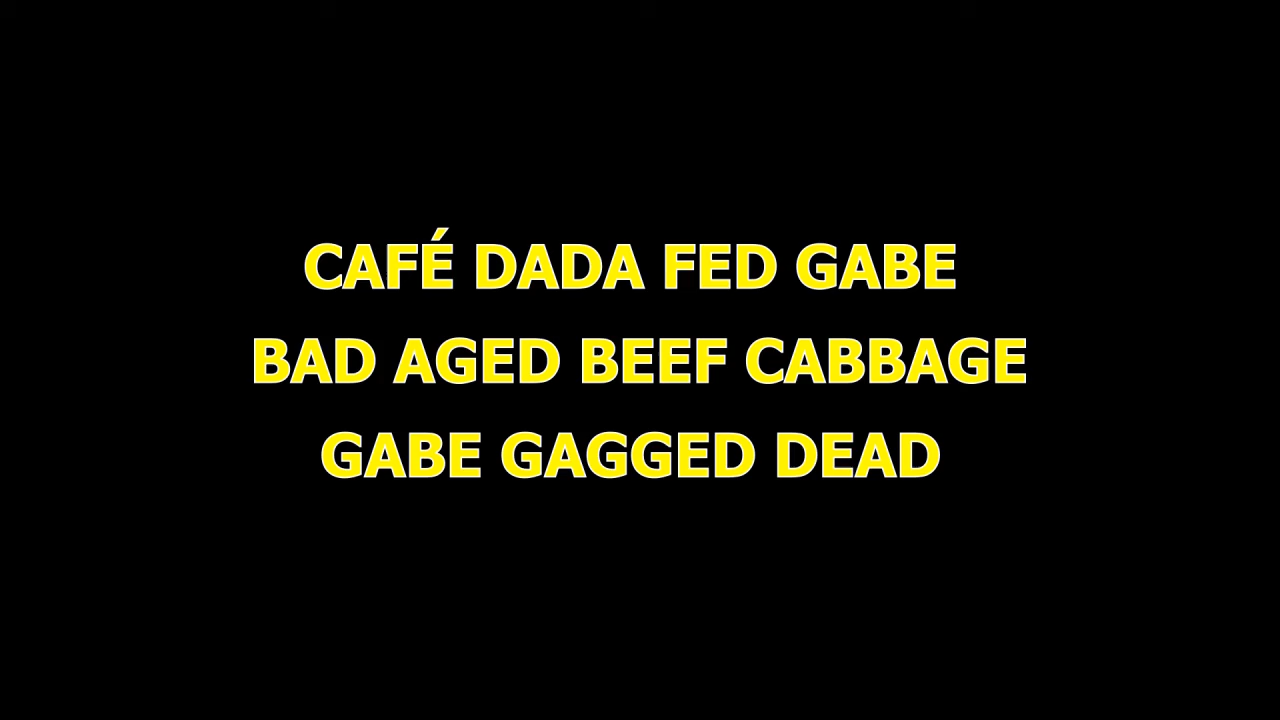 CAFÉ DADA FED GABE
BAD AGED BEEF CABBAGE
GABE GAGGED DEAD